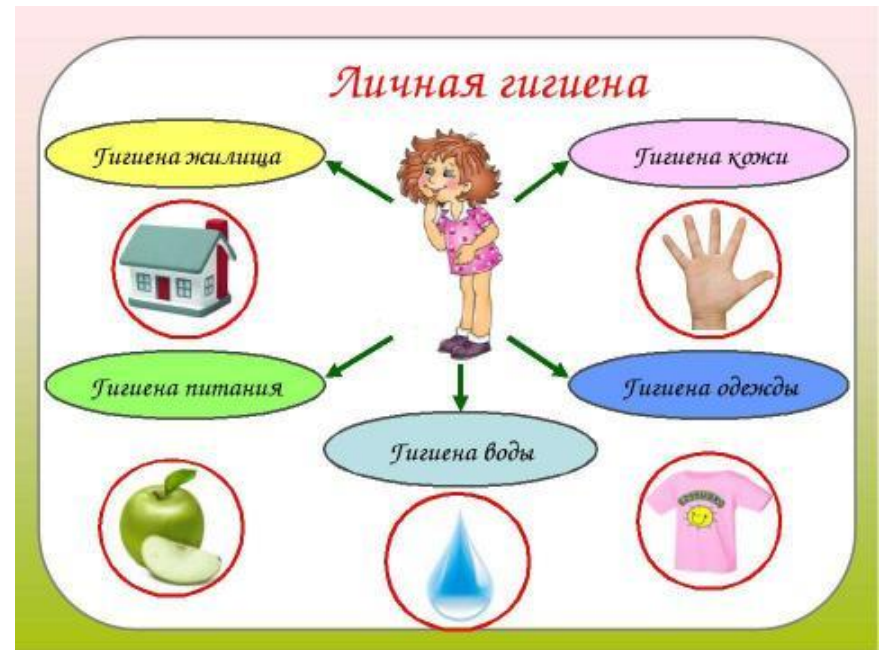 Личная гигиена
Гигиена жилища
Гигиена кожи
Гигиена питания
Гигиена одежды
Гигиена воды